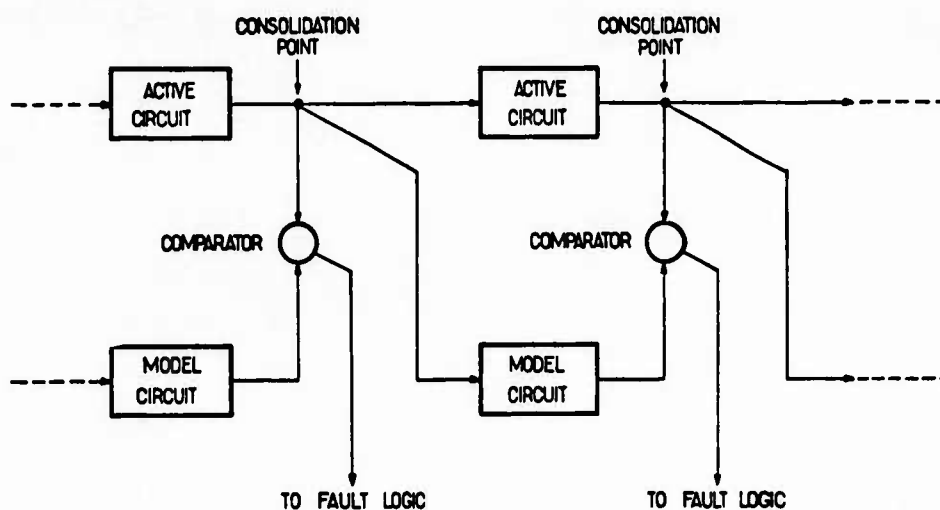 CONSOLIDATION
POINT
CONSOLIDATION
POINT
ACTIVE
CIRCUIT
ACTIVE
CIRCUIT
COMPARATOR
COMPARATOR
MODEL
CIRCUIT
MODEL
CIRCUIT
TO FAULT LOGIC
TO FAULT LOGIC